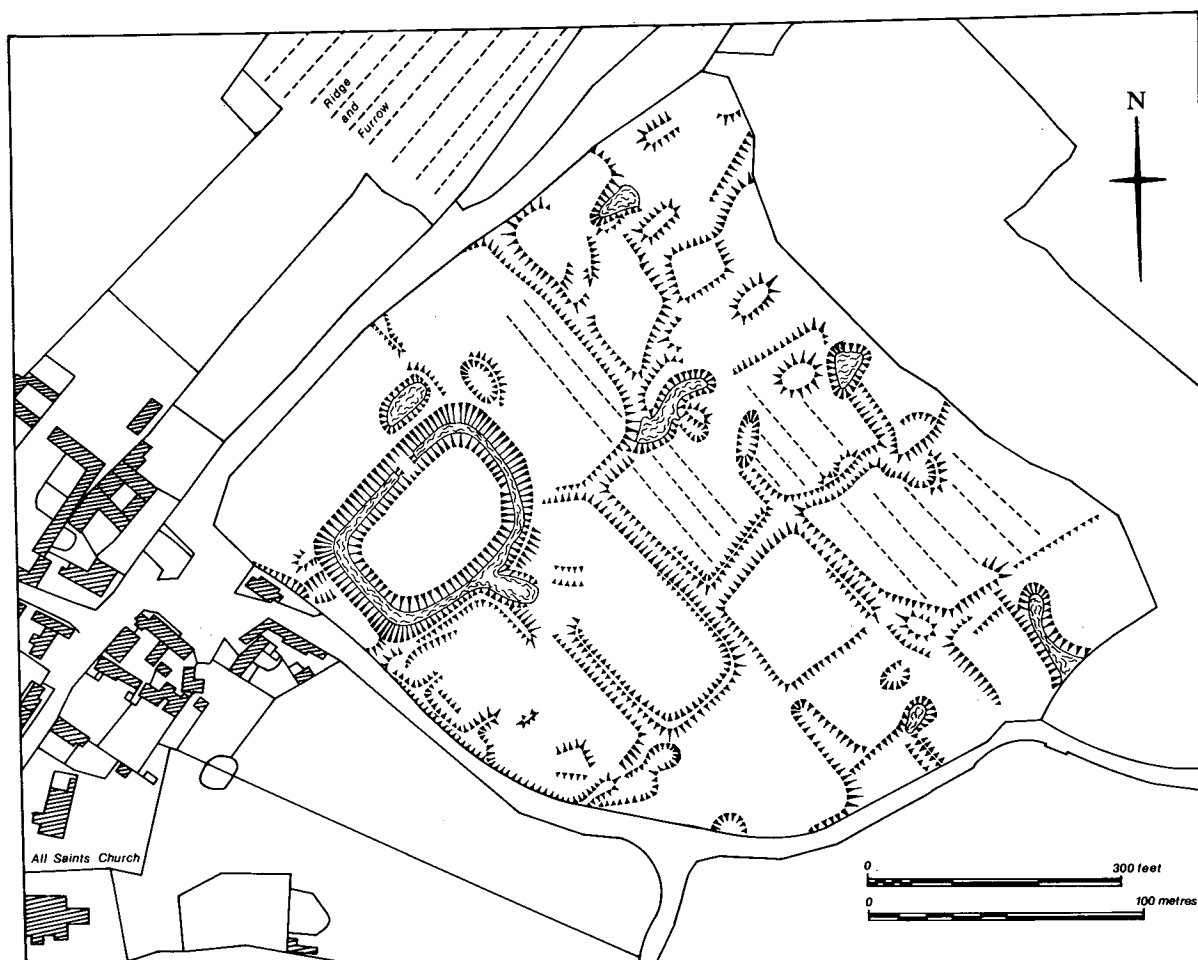 Ridge
and
Furrow
N
All Saints Church
0 300 feet
0 100 metres